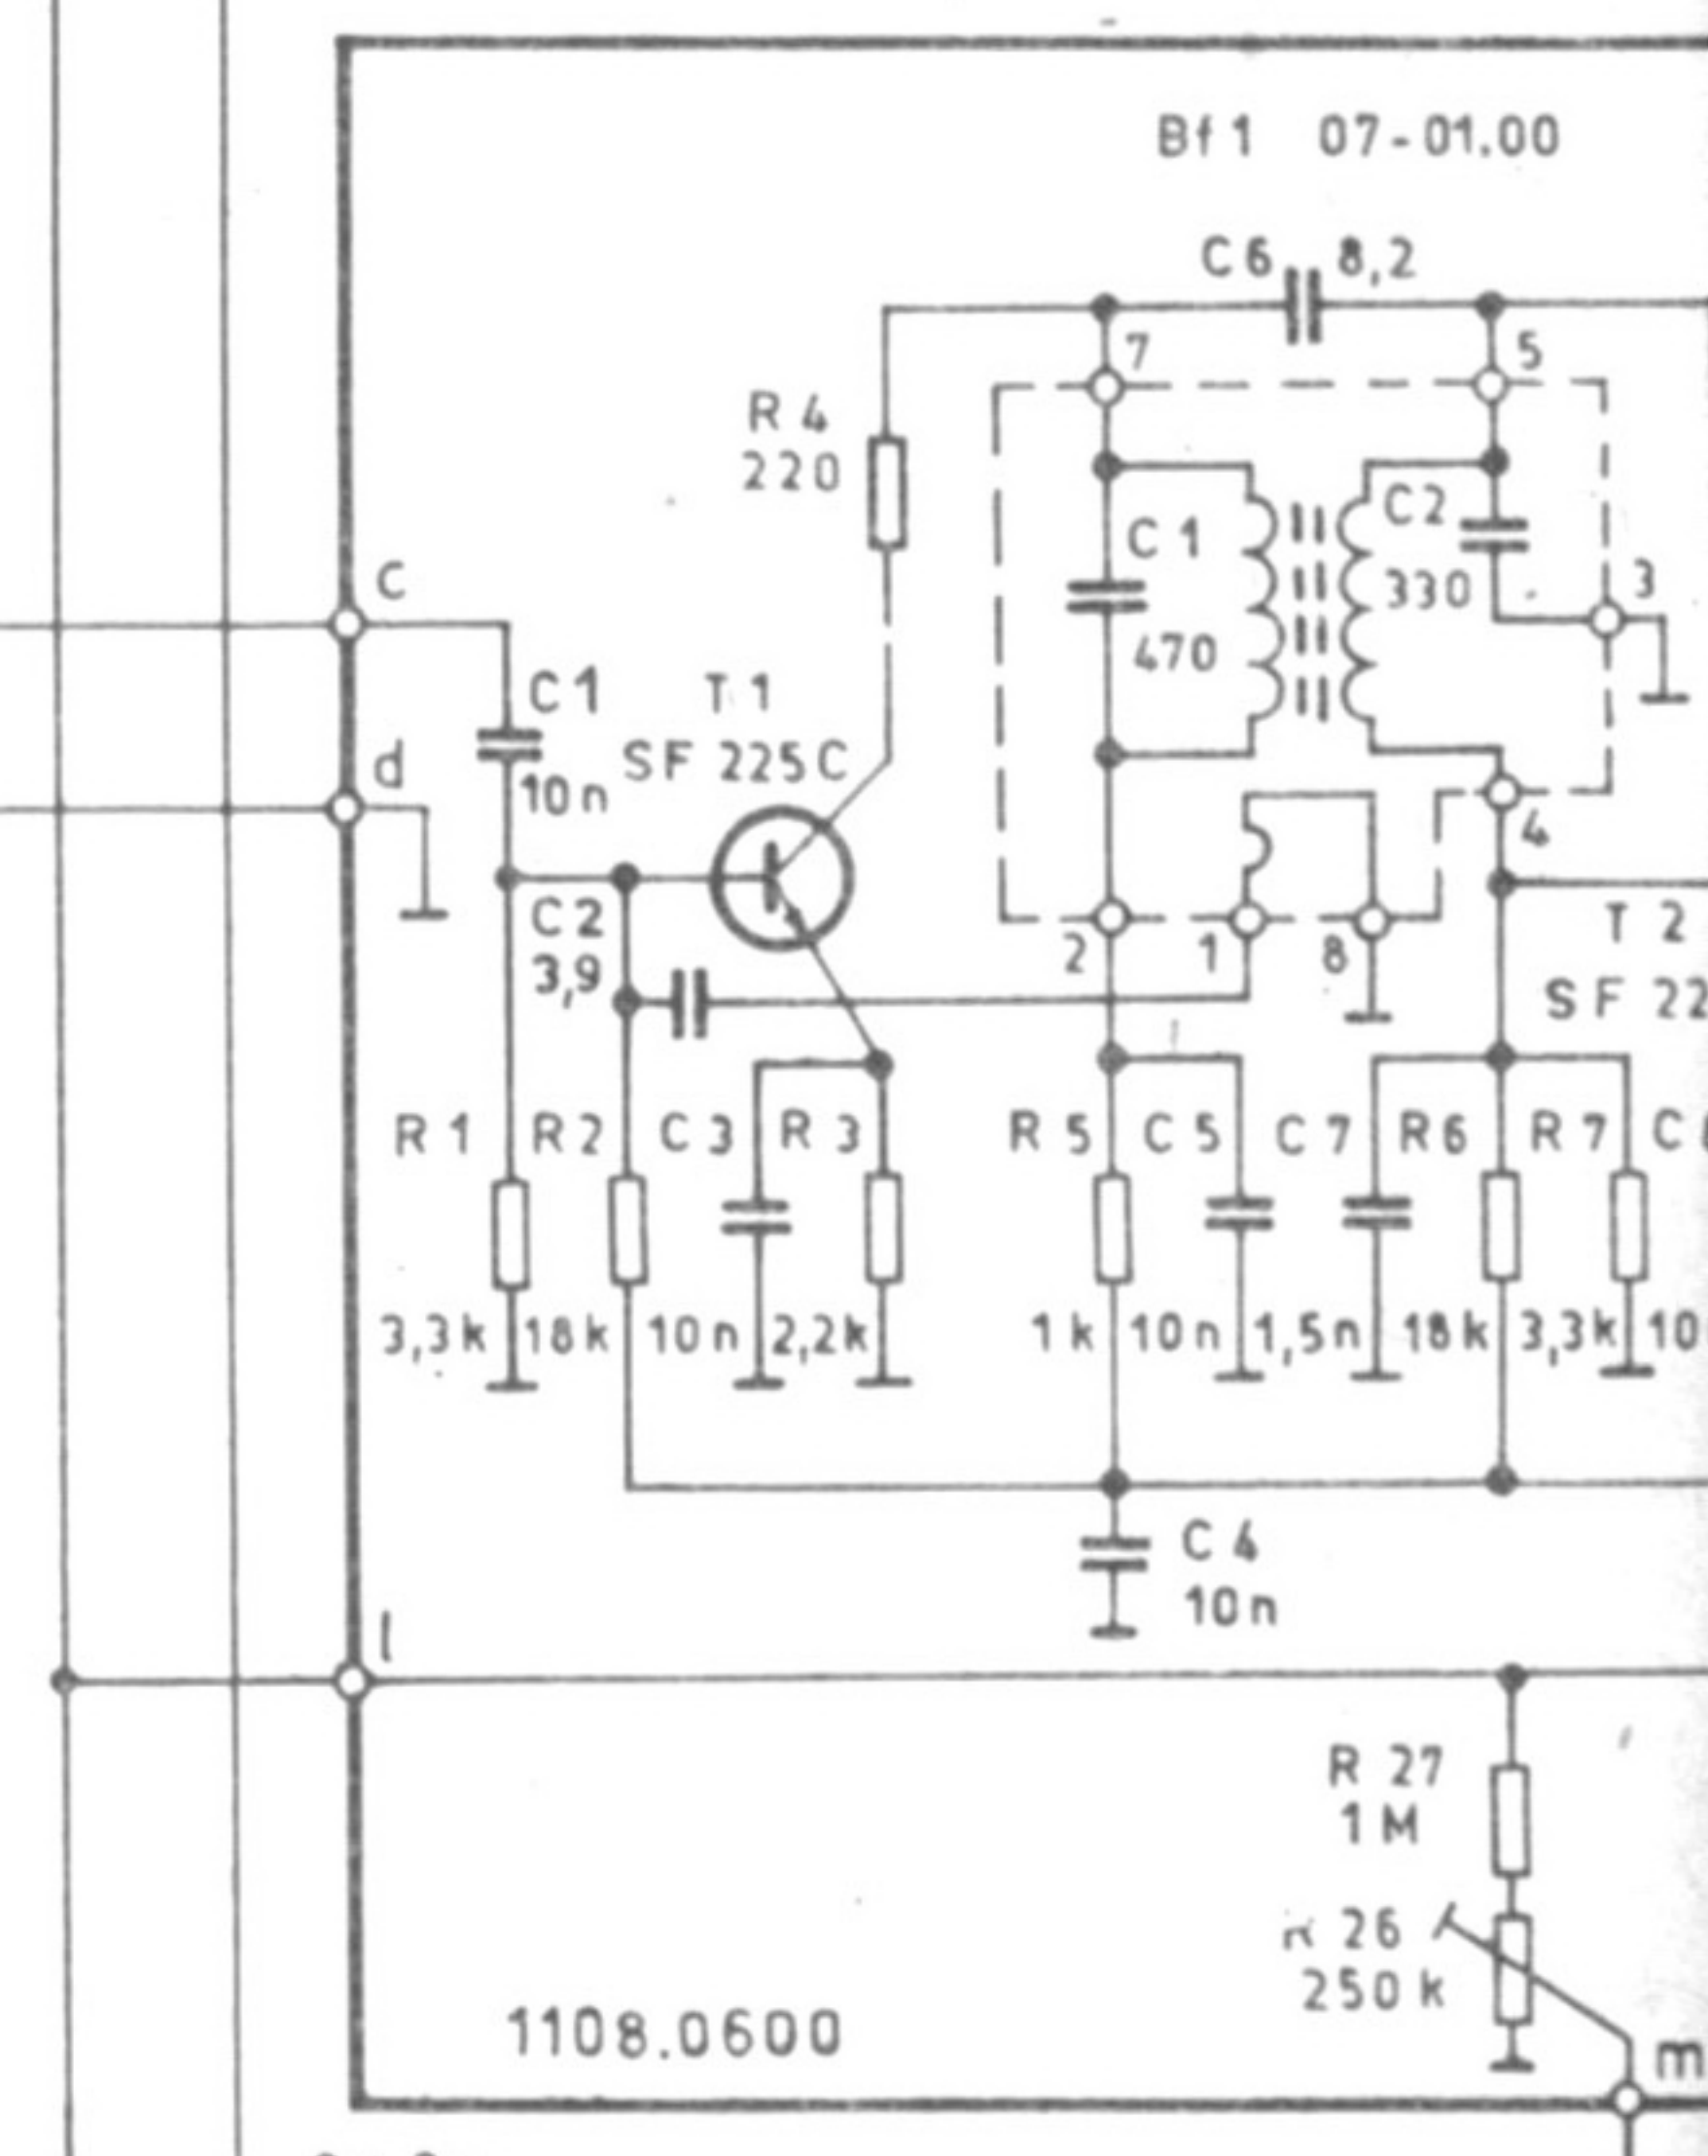 Bf1 07-01.00
C6 8,2
7
5
R4
220
C1
470
C2
330
3
c
C1
10n
T1
SF 225C
d
4
C2
3,9
2
1
8
T2
SF 22
R1 R2 C3 R3 R5 C5 C7 R6 R7 C
3,3k 18k 10n 2,2k 1k 10n 1,5n 18k 3,3k 10
C4
10n
l
R 27
1M
R 26
250k
1108.0600
m